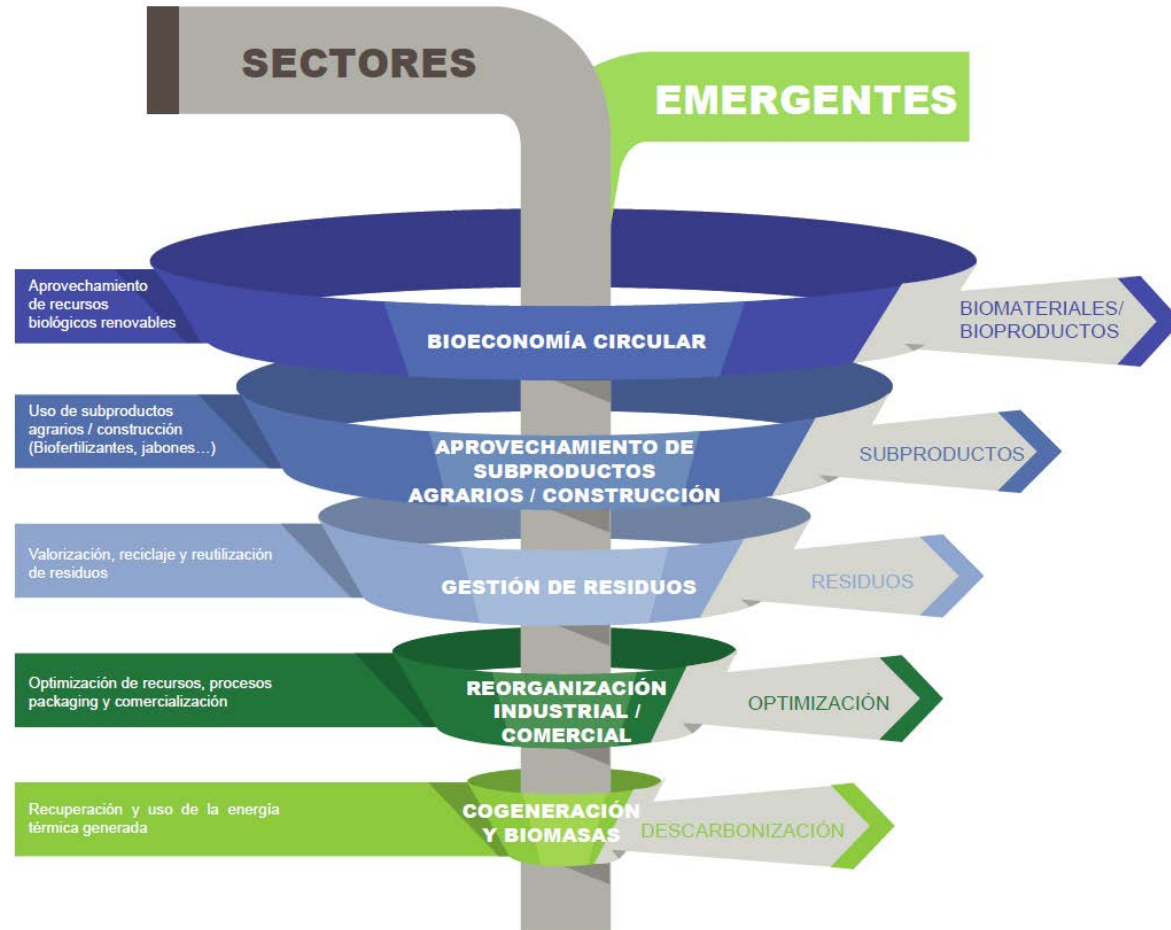 SECTORES
EMERGENTES
Aprovechamiento
de recursos
biológicos renovables
BIOECONOMÍA CIRCULAR
BIOMATERIALES/
BIOPRODUCTOS
Uso de subproductos
agrarios / construcción
(Biofertilizantes, jabones…)
APROVECHAMIENTO DE
SUBPRODUCTOS
AGRARIOS / CONSTRUCCIÓN
SUBPRODUCTOS
Valorización, reciclaje y reutilización
de residuos
GESTIÓN DE RESIDUOS
RESIDUOS
Optimización de recursos, procesos
packaging y comercialización
REORGANIZACIÓN
INDUSTRIAL /
COMERCIAL
OPTIMIZACIÓN
Recuperación y uso de la energía
térmica generada
COGENERACIÓN
Y BIOMASAS
DESCARBONIZACIÓN